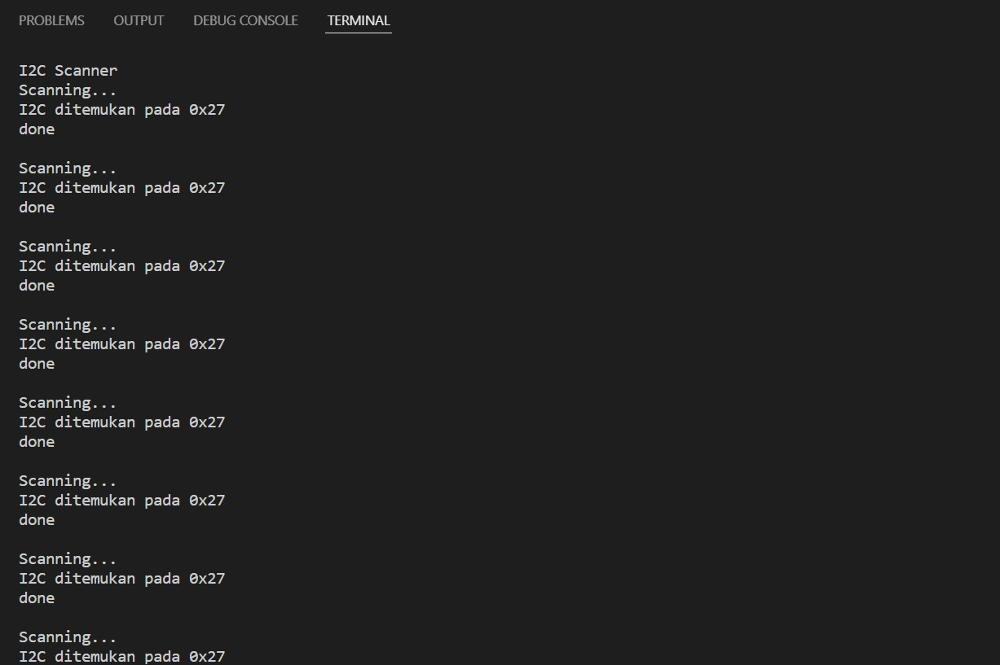 PROBLEMS OUTPUT DEBUG CONSOLE TERMINAL
I2C Scanner
Scanning...
I2C ditemukan pada 0x27
done
Scanning...
I2C ditemukan pada 0x27
done
Scanning...
I2C ditemukan pada 0x27
done
Scanning...
I2C ditemukan pada 0x27
done
Scanning...
I2C ditemukan pada 0x27
done
Scanning...
I2C ditemukan pada 0x27
done
Scanning...
I2C ditemukan pada 0x27
done
Scanning...
I2C ditemukan pada 0x27